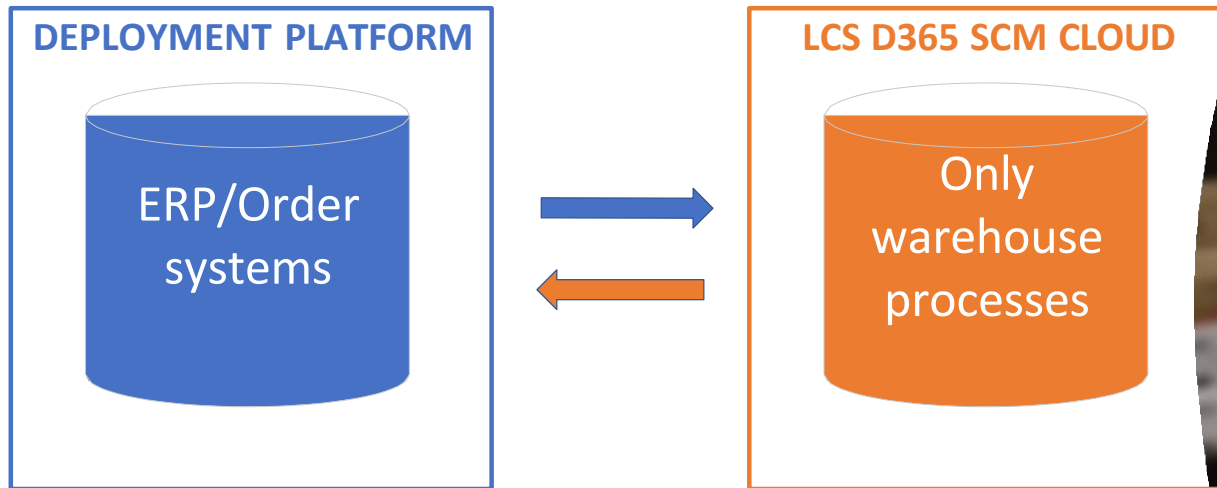 DEPLOYMENT PLATFORM
ERP/Order
systems
LCS D365 SCM CLOUD
Only
warehouse
processes